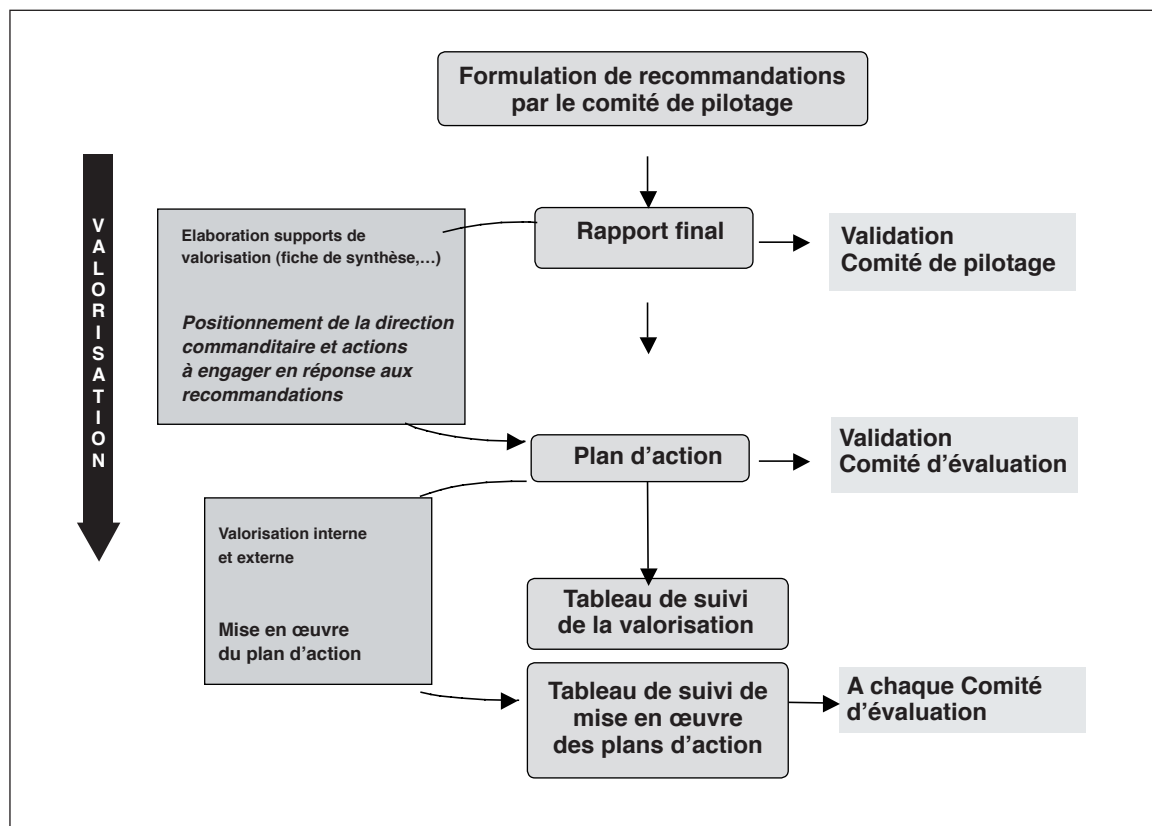 Formulation de recommandations
par le comité de pilotage
VALORISATION
Elaboration supports de
valorisation (fiche de synthèse,...)
Positionnement de la direction
commanditaire et actions
à engager en réponse aux
recommandations
Rapport final
Validation
Comité de pilotage
Plan d'action
Validation
Comité d'évaluation
Valorisation interne
et externe
Mise en œuvre
du plan d'action
Tableau de suivi
de la valorisation
Tableau de suivi de
mise en œuvre
des plans d'action
A chaque Comité
d'évaluation